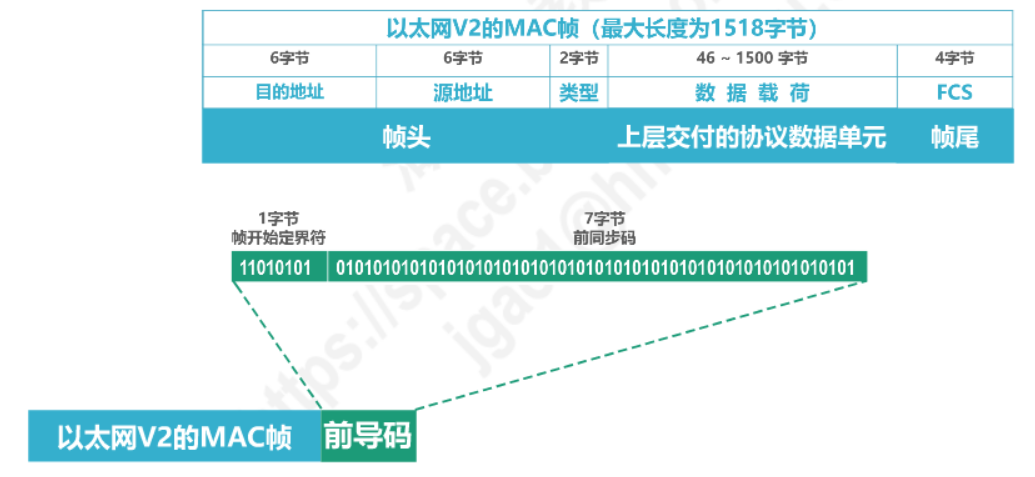 以太网V2的MAC帧（最大长度为1518字节）
6字节 6字节 2字节 46 ~ 1500 字节 4字节
目的地址 源地址 类型 数 据 载 荷 FCS
帧头 上层交付的协议数据单元 帧尾
1字节 7字节
帧开始定界符 前同步码
11010101 01010101010101010101010101010101010101010101010101010101
以太网V2的MAC帧 前导码